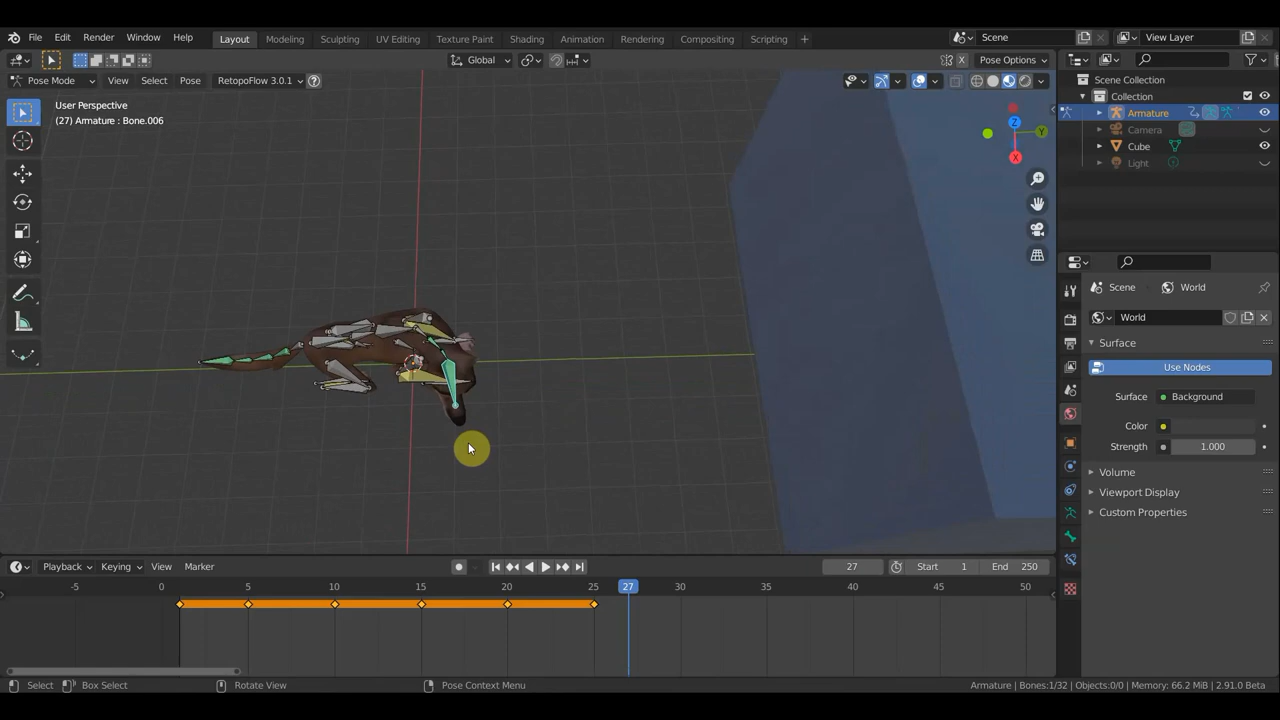 File Edit Render Window Help Layout Modeling Sculpting UV Editing Texture Paint Shading Animation Rendering Compositing Scripting + Scene View Layer
Global X Pose Options
Pose Mode View Select Pose RetopoFlow 3.0.1 ?
User Perspective
(27) Armature : Bone.006
Z
Y
X
Scene Collection
Collection
Armature
Camera
Cube
Light
Scene World
World
Surface
Use Nodes
Surface Background
Color
Strength 1.000
Volume
Viewport Display
Custom Properties
Playback Keying View Marker 27 Start 1 End 250
-5 0 5 10 15 20 25 27 30 35 40 45 50
Select Box Select Rotate View Pose Context Menu Armature | Bones:1/32 | Objects:0/0 | Memory: 66.2 MiB | 2.91.0 Beta